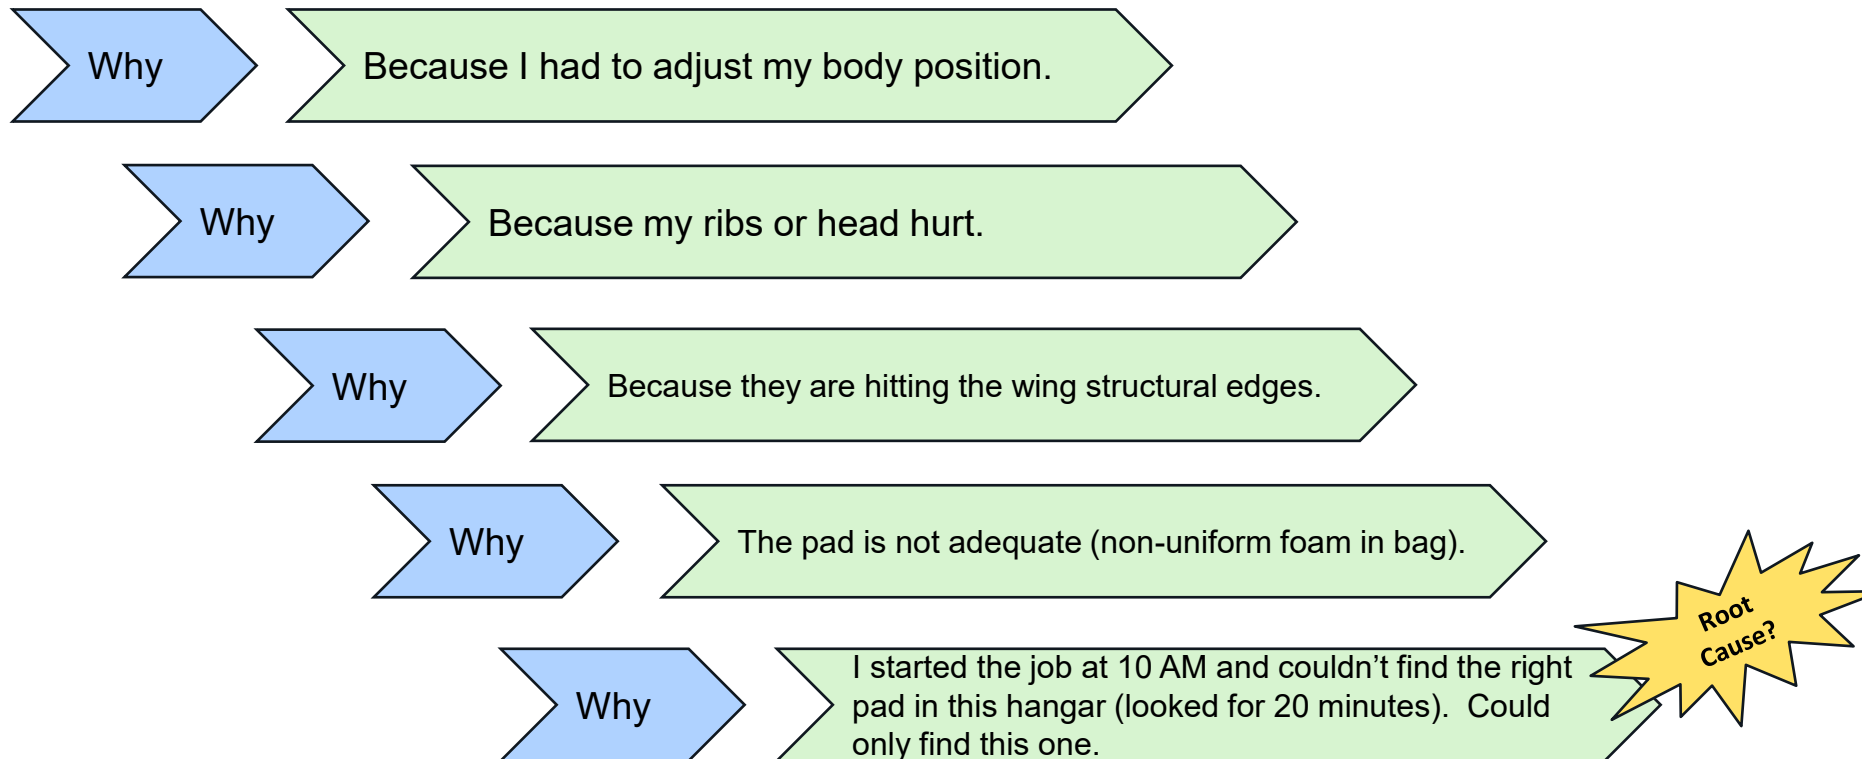 Why
Because I had to adjust my body position.
Why
Because my ribs or head hurt.
Why
Because they are hitting the wing structural edges.
Why
The pad is not adequate (non-uniform foam in bag).
Root
Cause?
Why
I started the job at 10 AM and couldn’t find the right
pad in this hangar (looked for 20 minutes).  Could
only find this one.